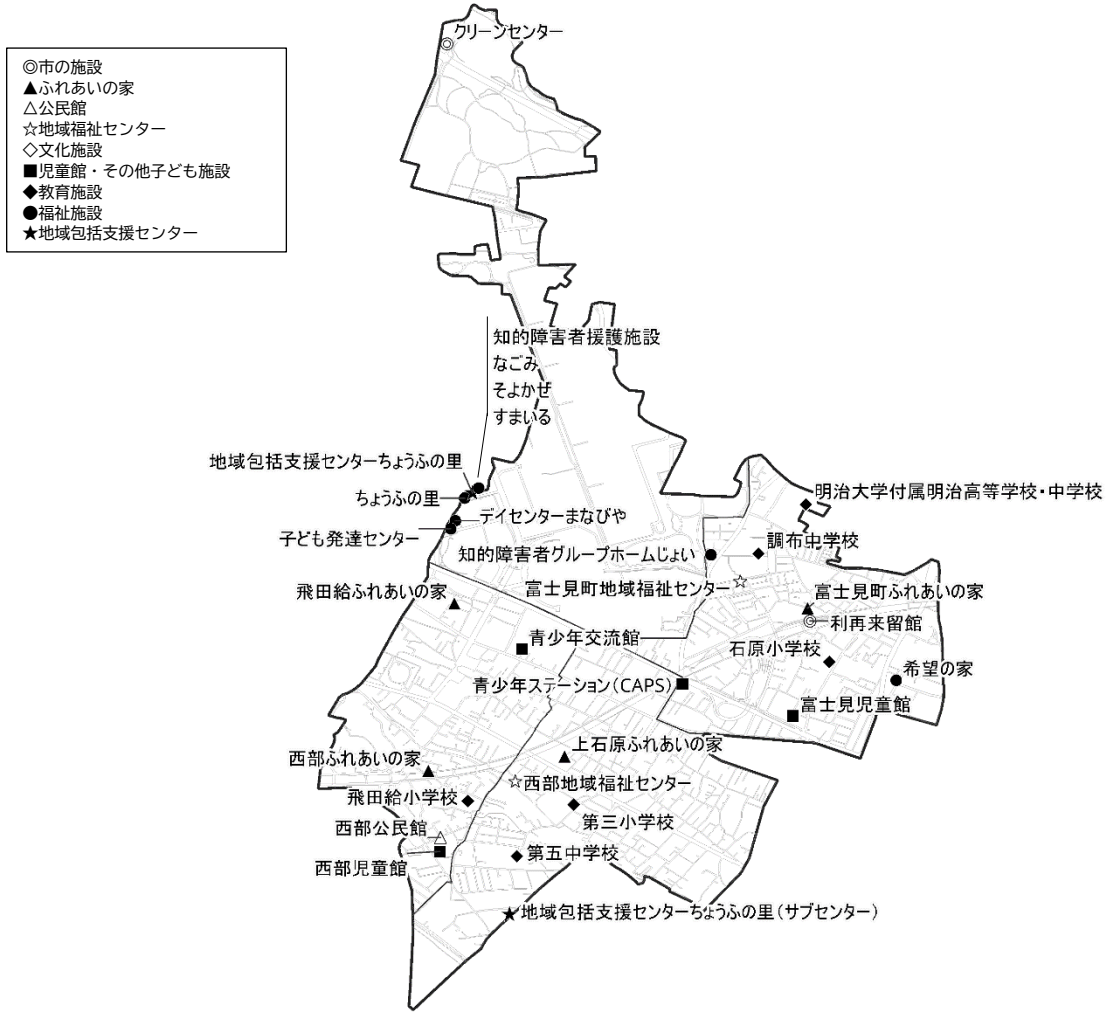 クリーンセンター
◎市の施設
▲ふれあいの家
△公民館
☆地域福祉センター
◇文化施設
■児童館・その他子ども施設
◆教育施設
●福祉施設
★地域包括支援センター
知的障害者援護施設
なごみ
そよかぜ
すまいる
地域包括支援センターちょうふの里
ちょうふの里
デイセンターまなびや
子ども発達センター
明治大学付属明治高等学校・中学校
調布中学校
知的障害者グループホームじょい
富士見町地域福祉センター
飛田給ふれあいの家
富士見町ふれあいの家
利再来留館
青少年交流館
石原小学校
希望の家
青少年ステーション(CAPS)
富士見児童館
上石原ふれあいの家
西部ふれあいの家
西部地域福祉センター
飛田給小学校
第三小学校
西部公民館
第五中学校
西部児童館
地域包括支援センターちょうふの里(サブセンター)